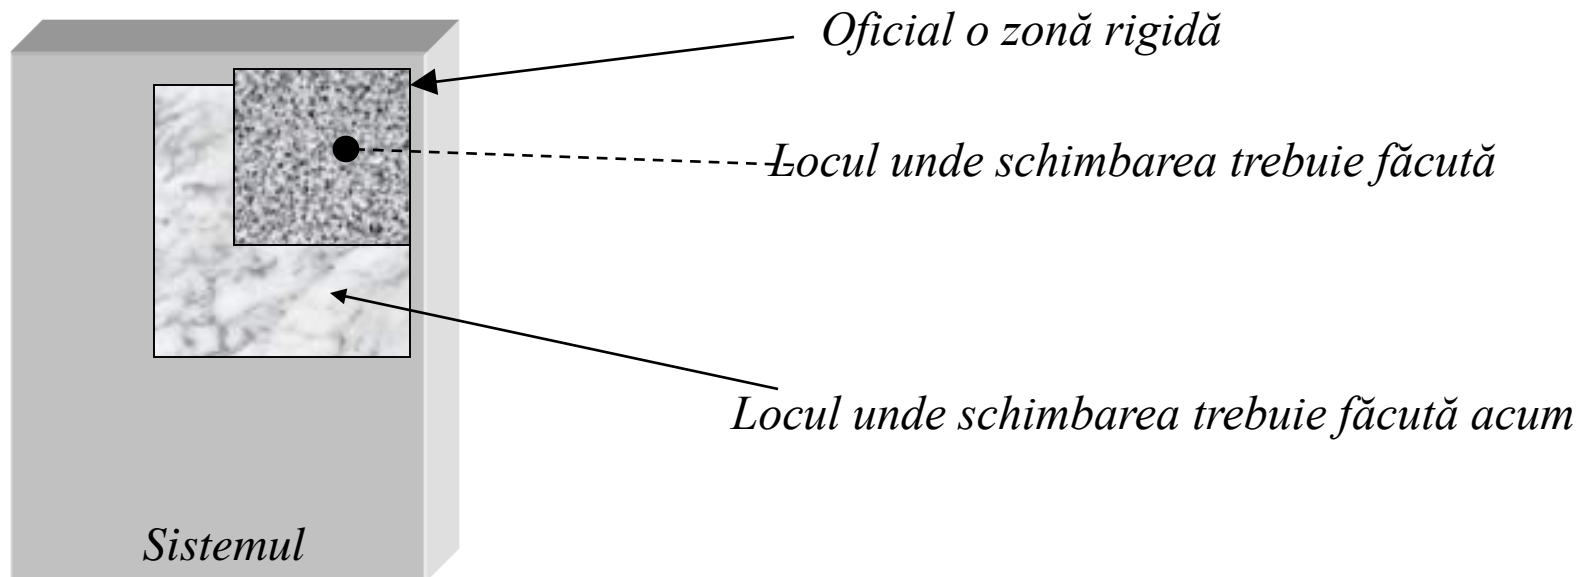 Oficial o zonă rigidă
Locul unde schimbarea trebuie făcută
Locul unde schimbarea trebuie făcută acum
Sistemul